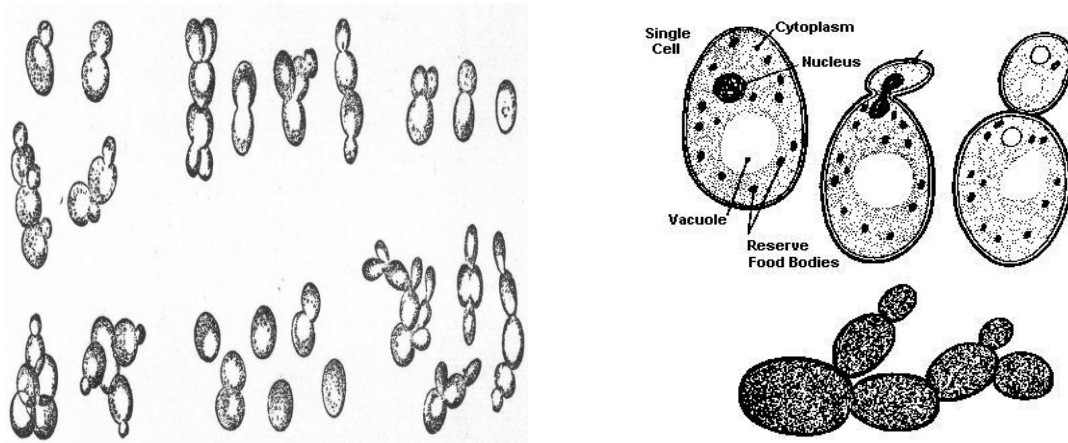 Single
Cell
Cytoplasm
Nucleus
Vacuole
Reserve
Food Bodies